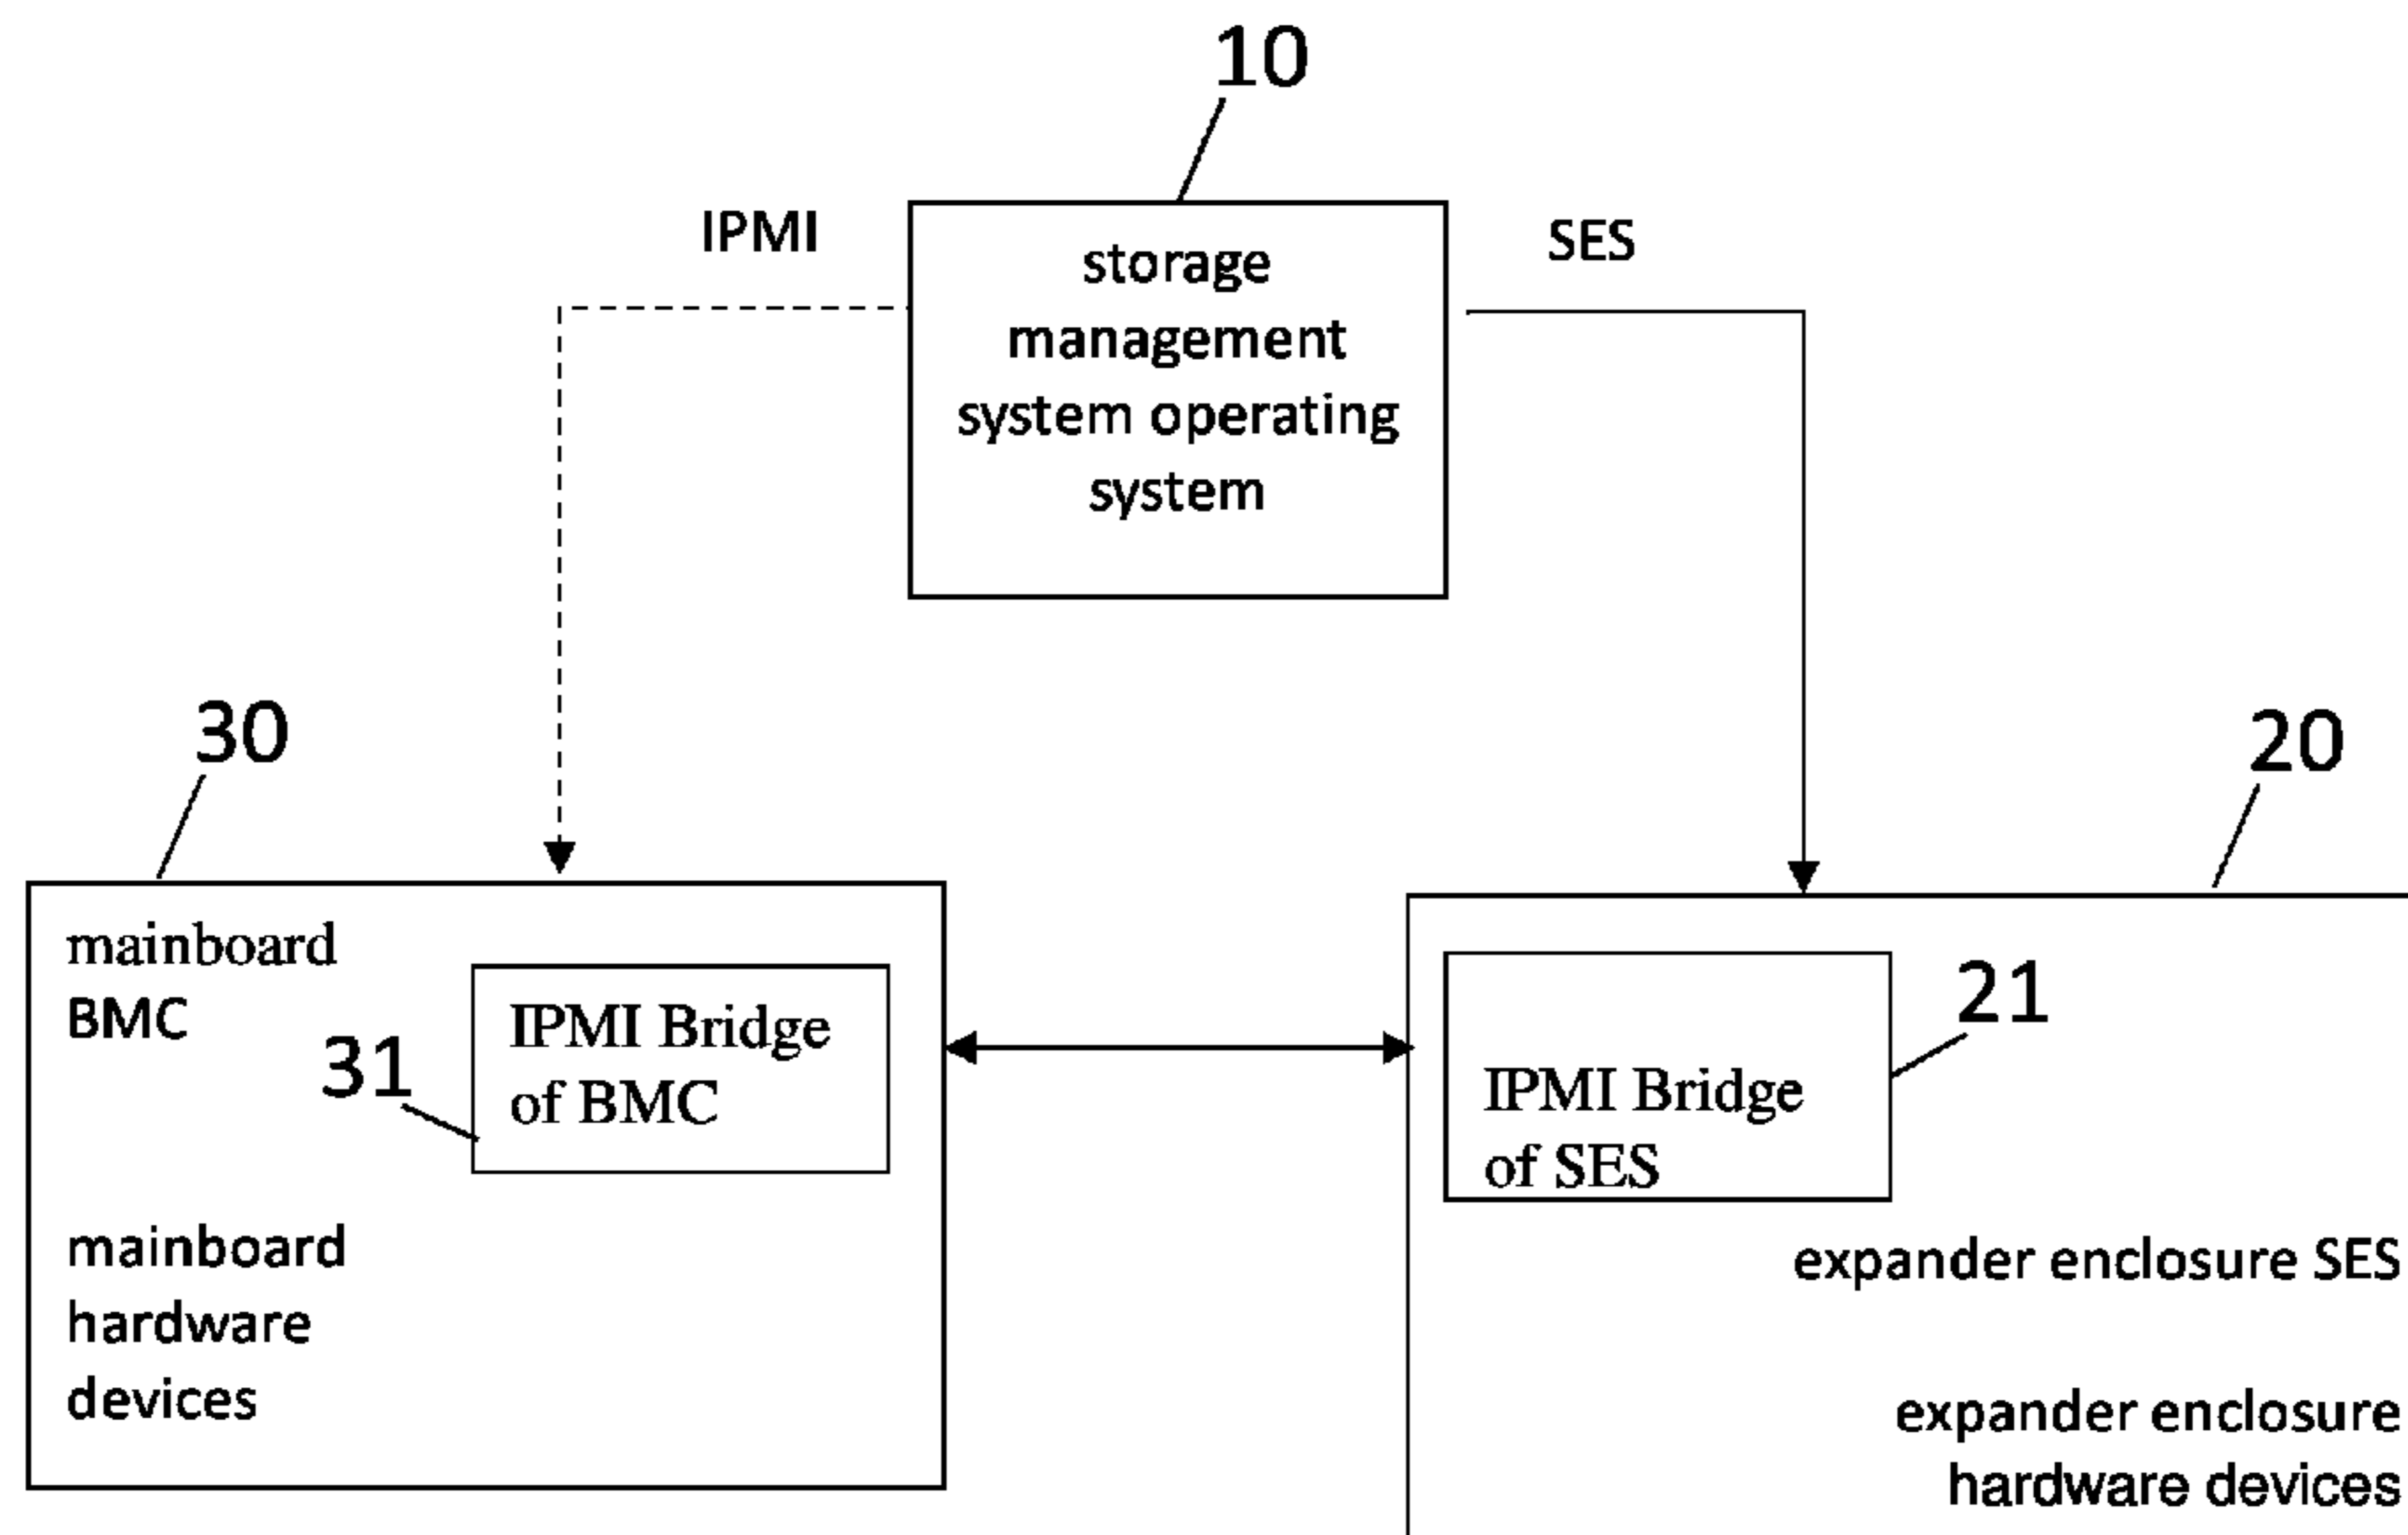 10
IPMI
SES
storage
management
system operating
system
30
20
mainboard
BMC
31
IPMI Bridge
of BMC
mainboard
hardware
devices
21
IPMI Bridge
of SES
expander enclosure SES
expander enclosure
hardware devices